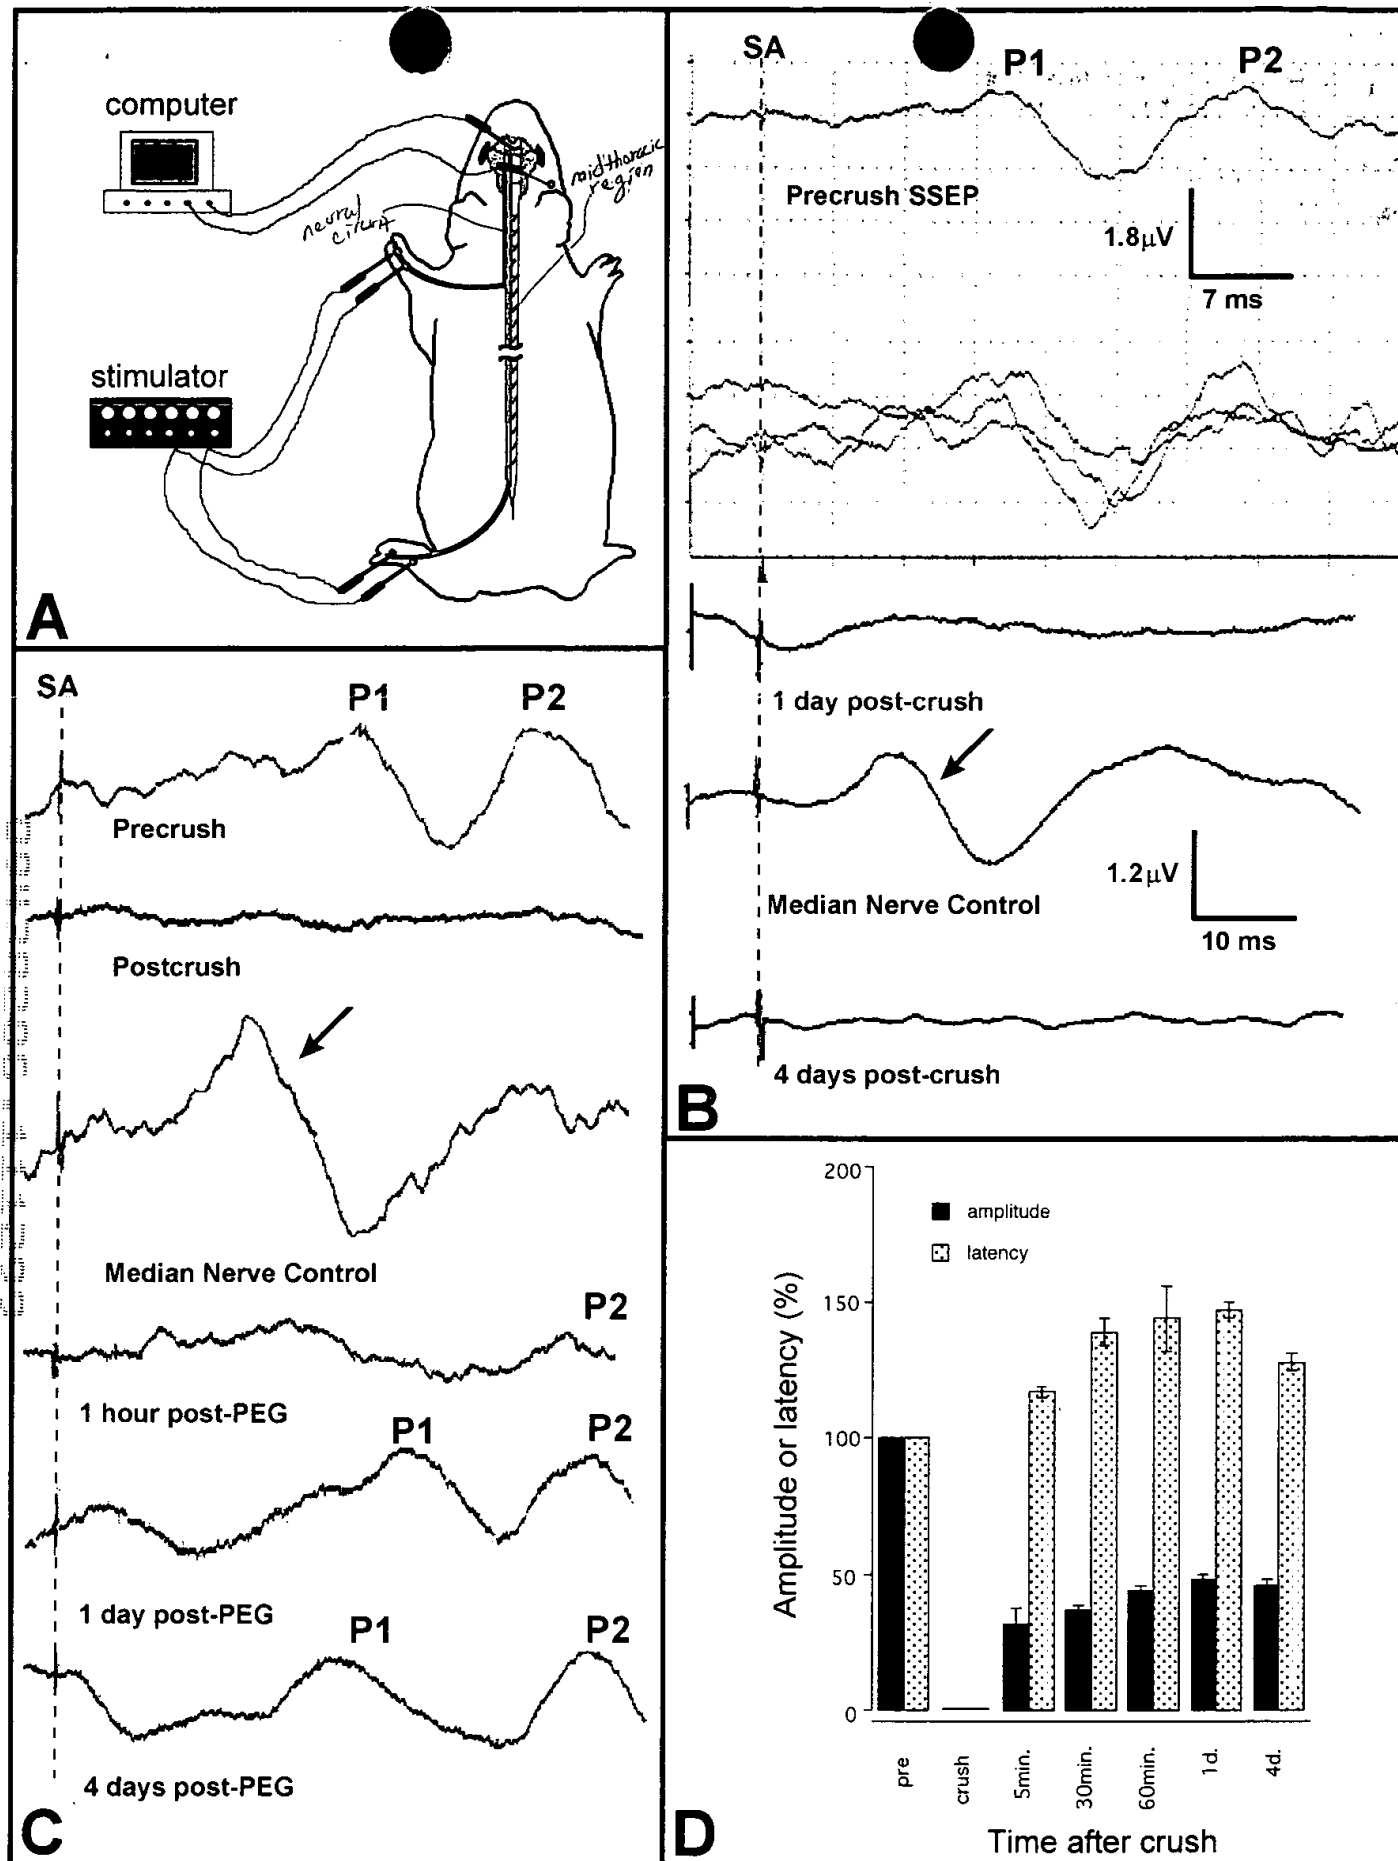 computer
neural
circuit
midthoracic
region
stimulator
A
SA
P1
P2
Precrush SSEP
1.8µV
7 ms
1 day post-crush
Median Nerve Control
1.2µV
10 ms
4 days post-crush
B
SA
P1
P2
Precrush
Postcrush
Median Nerve Control
P2
1 hour post-PEG
P1
P2
1 day post-PEG
P1
P2
4 days post-PEG
C
200
150
100
50
0
amplitude
latency
Amplitude or latency (%)
pre
crush
5min.
30min.
60min.
1d.
4d.
Time after crush
D